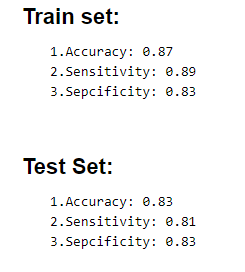 Train set:
1.Accuracy: 0.87
2.Sensitivity: 0.89
3.Sepcificity: 0.83
Test Set:
1.Accuracy: 0.83
2.Sensitivity: 0.81
3.Sepcificity: 0.83